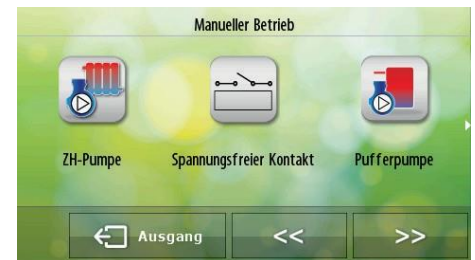 Manueller Betrieb
ZH-Pumpe Spannungsfreier Kontakt Pufferpumpe
Ausgang << >>